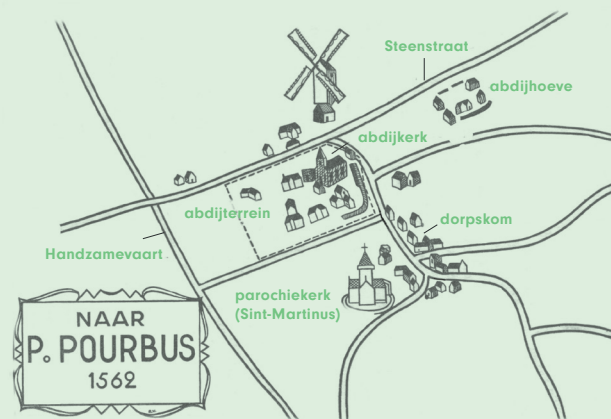 Steenstraat
abdijhoeve
abdijkerk
abdijterrein
dorpskom
Handzamevaart
parochiekerk
(Sint-Martinus)
NAAR
P. POURBUS
1562